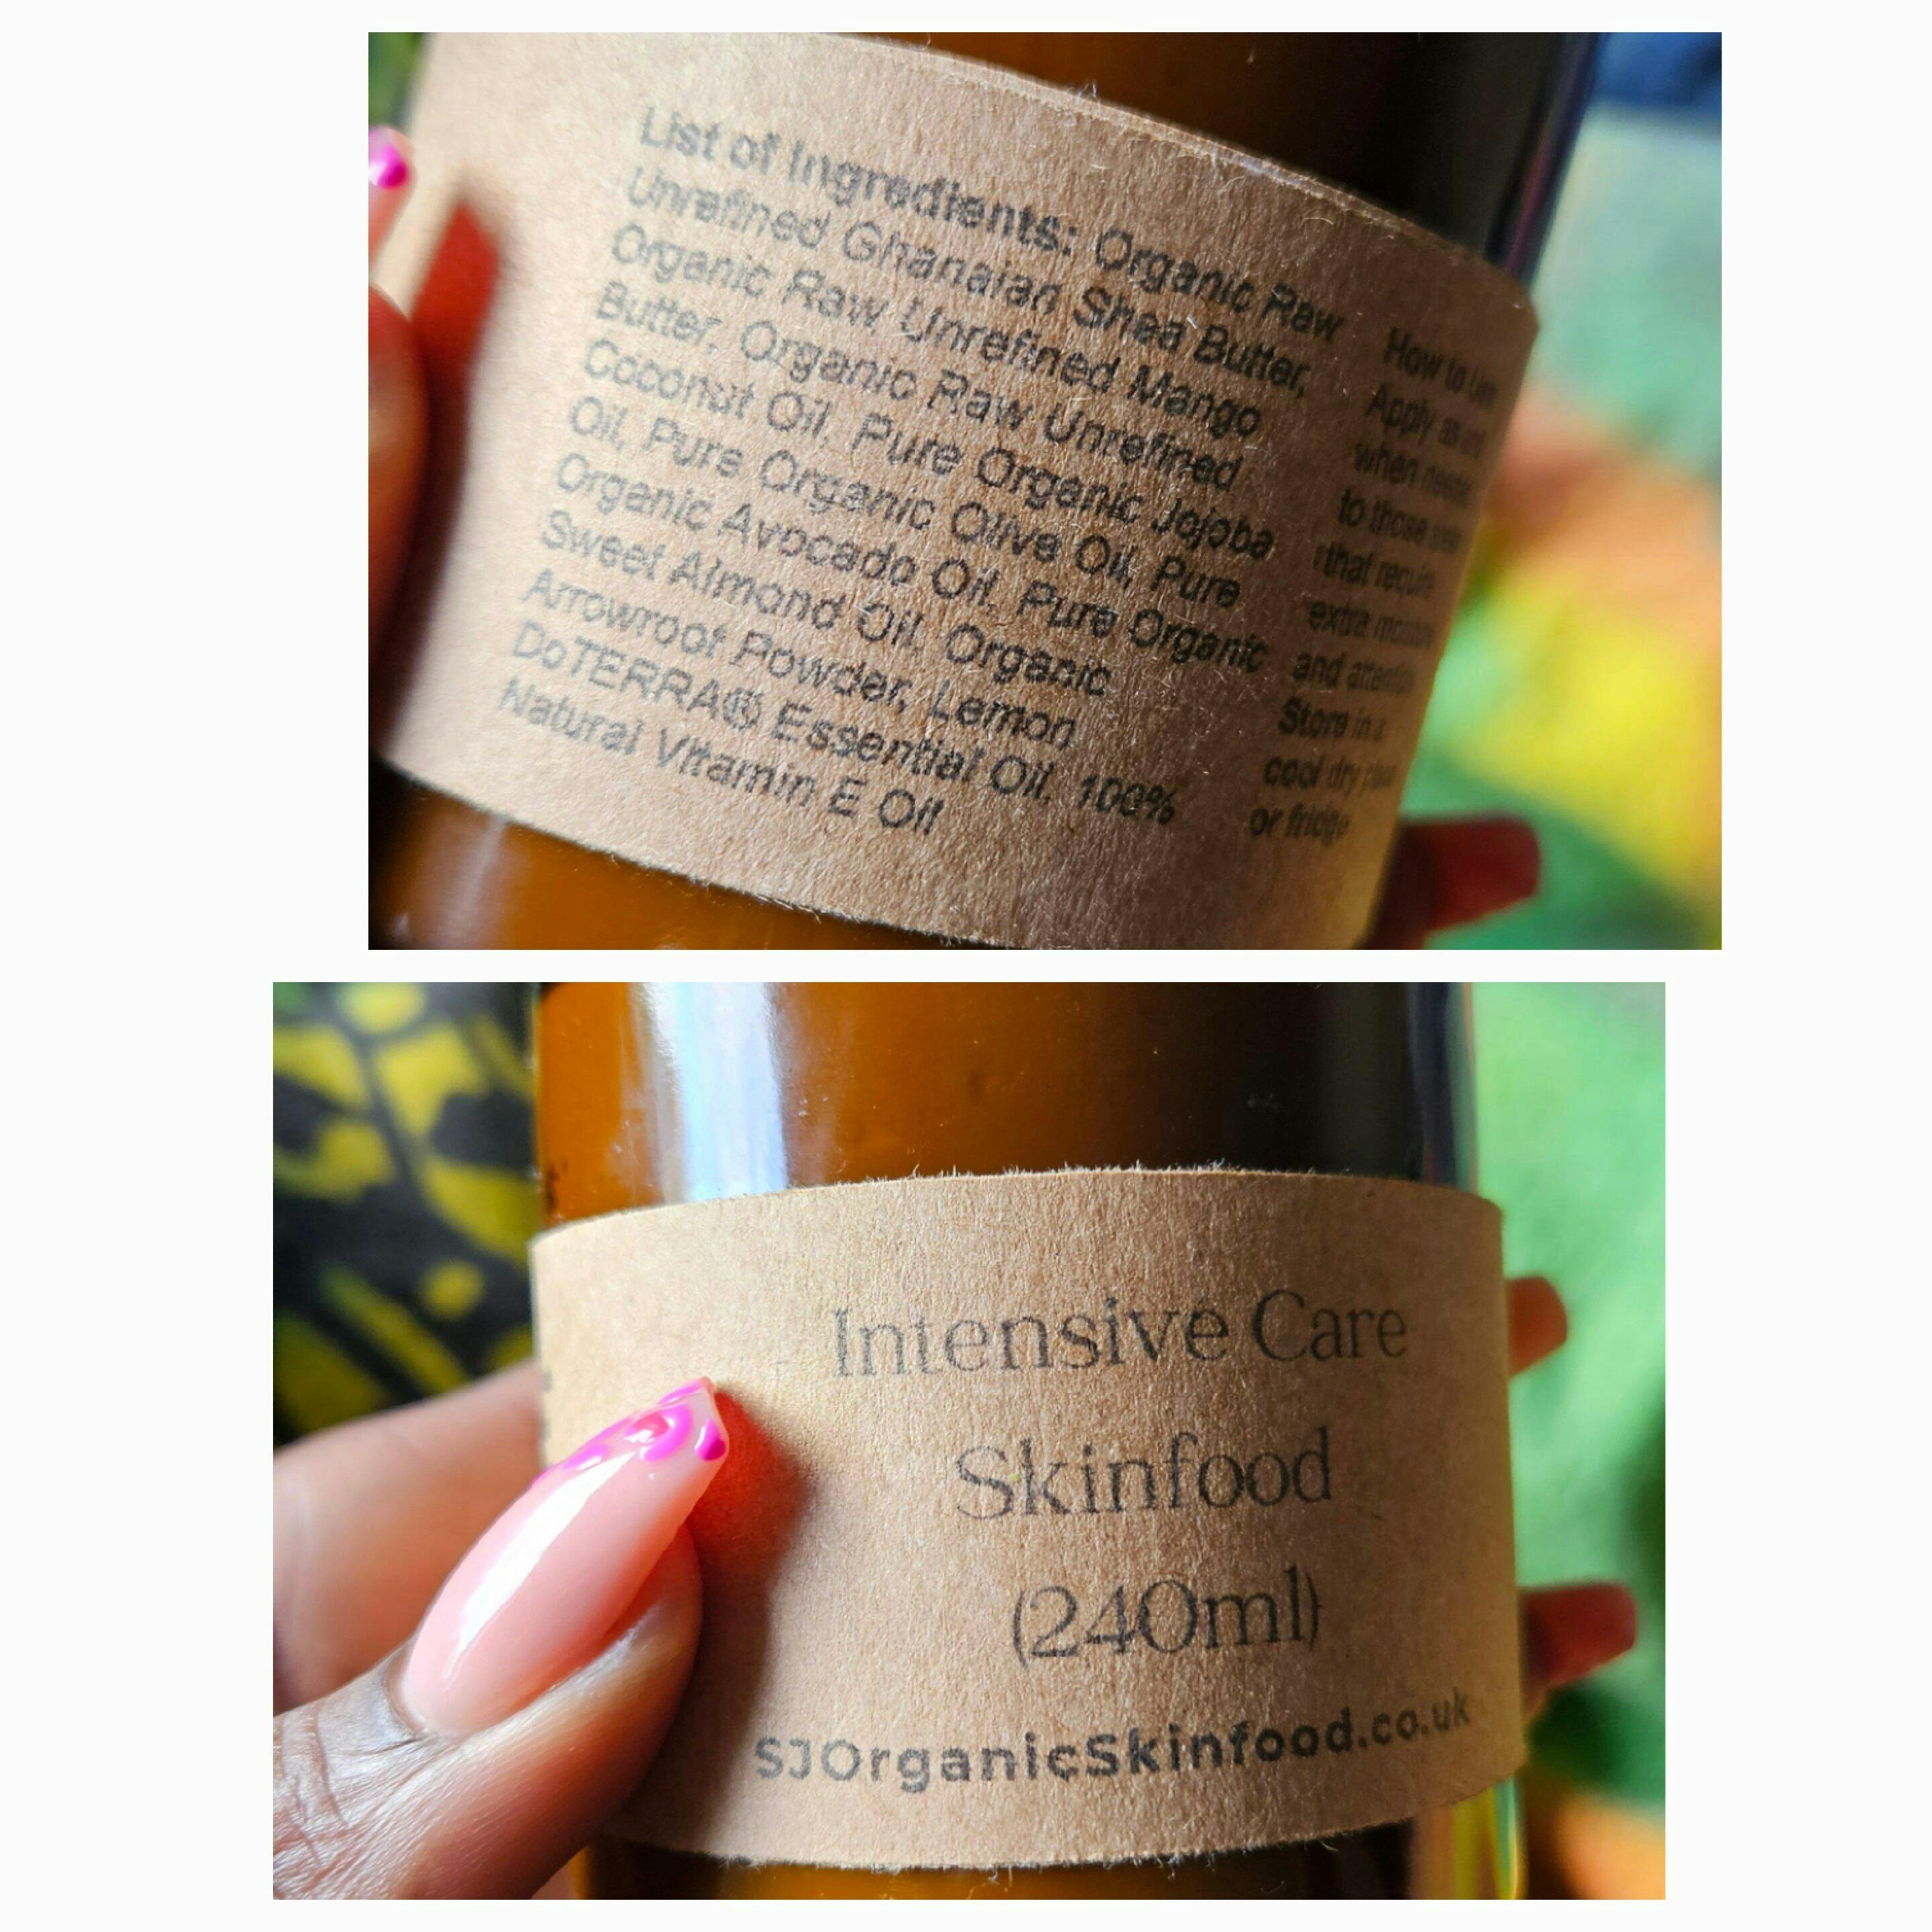 List of Ingredients: Organic Raw
Unrefined Ghanaian Shea Butter,
Organic Raw Unrefined Mango
Butter, Organic Raw Unrefined
Coconut Oil, Pure Organic Jojoba
Oil, Pure Organic Olive Oil, Pure
Organic Avocado Oil, Pure Organic
Sweet Almond Oil, Organic
Arrowroot Powder, Lemon
DoTERRA® Essential Oil, 100%
Natural Vitamin E Oil
How to
Apply as
when
to those
that require
extra
and
Store in a
cool dry
or fridge
Intensive Care
Skinfood
(240ml)
SJOrganicSkinfood.co.uk